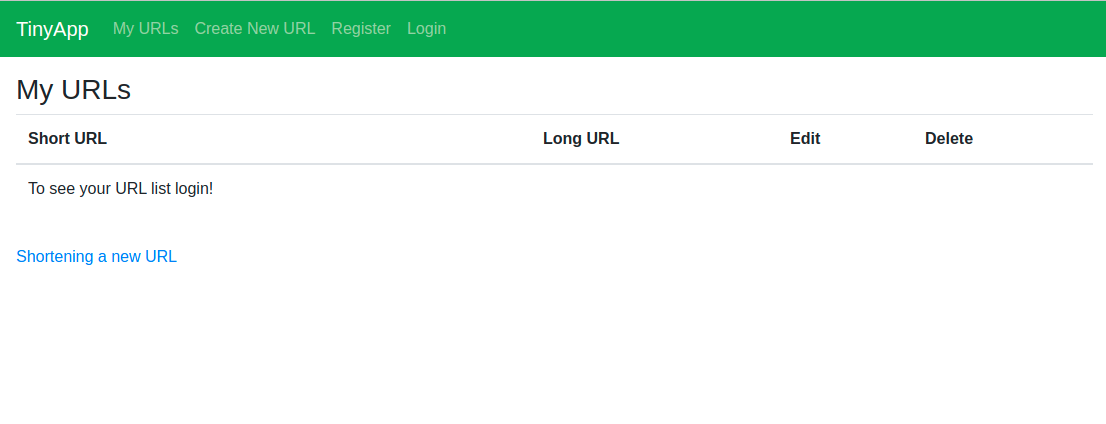 TinyApp My URLs Create New URL Register Login
My URLs
Short URL Long URL Edit Delete
To see your URL list login!
Shortening a new URL